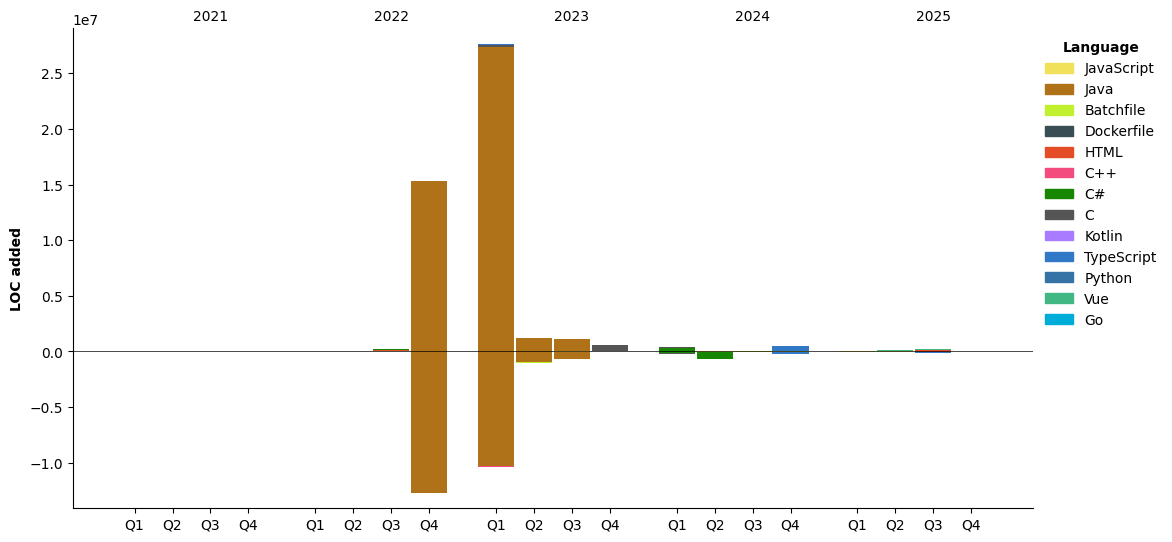 1e7
2021 2022 2023 2024 2025
Language
JavaScript
Java
Batchfile
Dockerfile
HTML
C++
C#
C
Kotlin
TypeScript
Python
Vue
Go
LOC added
2.5
2.0
1.5
1.0
0.5
0.0
−0.5
−1.0
Q1 Q2 Q3 Q4 Q1 Q2 Q3 Q4 Q1 Q2 Q3 Q4 Q1 Q2 Q3 Q4 Q1 Q2 Q3 Q4